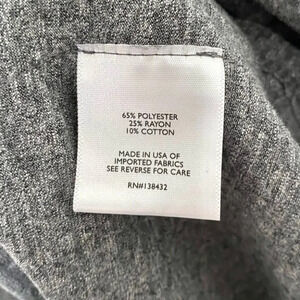 65% POLYESTER
25% RAYON
10% COTTON
MADE IN USA OF
IMPORTED FABRICS
SEE REVERSE FOR CARE
RN#138432